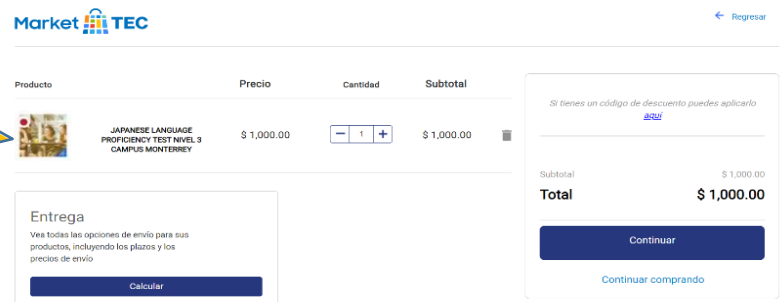 Market TEC
Regresar
Producto
Precio
Cantidad
Subtotal
JAPANESE LANGUAGE
PROFICIENCY TEST NIVEL 3
CAMPUS MONTERREY
$ 1,000.00
1
$ 1,000.00
Si tienes un código de descuento puedes aplicarlo
aquí
Subtotal
$ 1,000.00
Total
$ 1,000.00
Continuar
Continuar comprando
Entrega
Vea todas las opciones de envío para sus
productos, incluyendo los plazos y los
precios de envío
Calcular